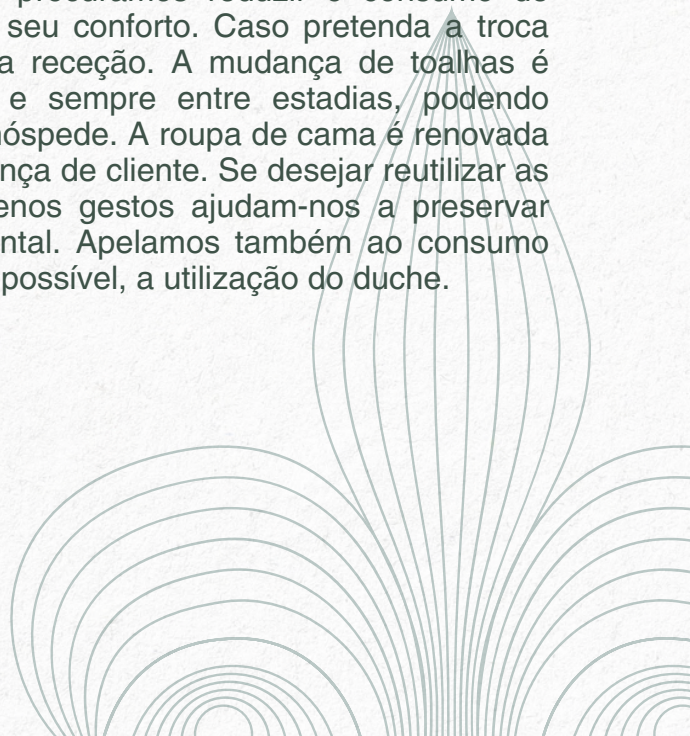 seu conforto. Caso pretenda a troca
a receção. A mudança de toalhas é
e sempre entre estadias, podendo
hóspede. A roupa de cama é renovada
nça de cliente. Se desejar reutilizar as
enos gestos ajudam-nos a preservar
ntal. Apelamos também ao consumo
possível, a utilização do duche.